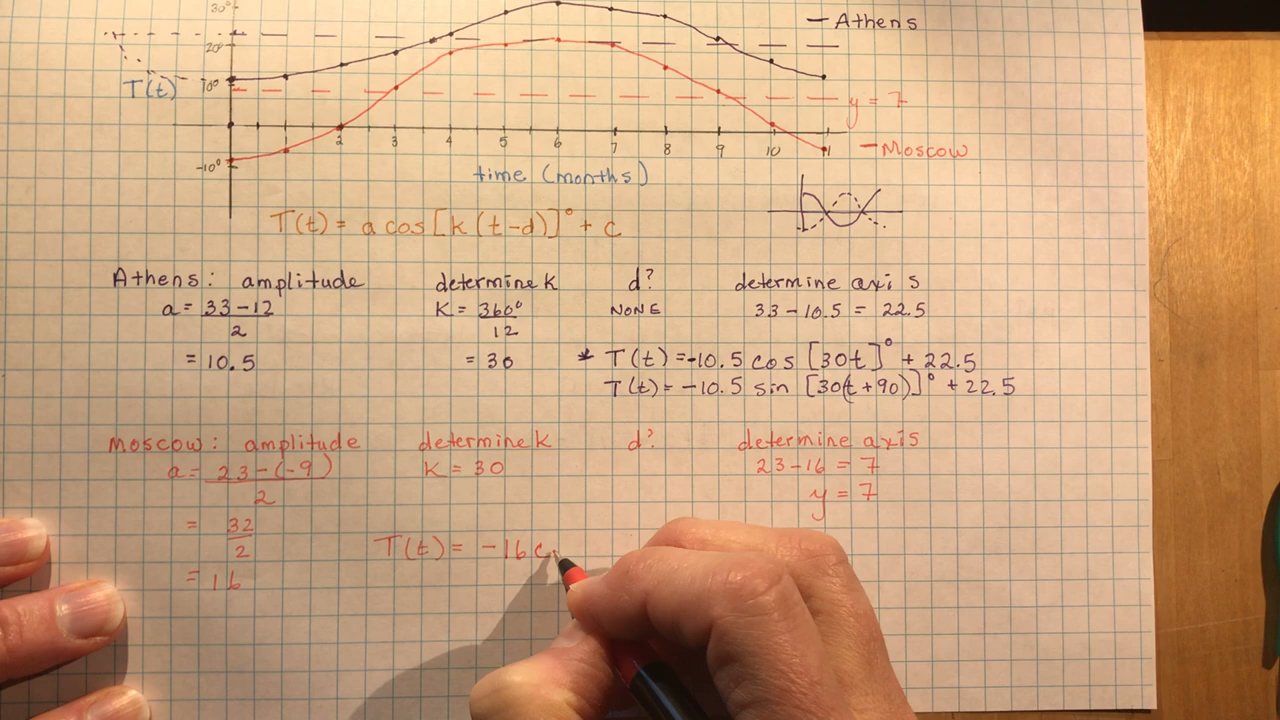 30°
Athens
20°
T(t)
10°
y = 7
2 3 4 5 6 7 8 9 10 11
Moscow
-10°
time (months)
T(t) = a cos[k(t-d)]° + c
Athens: amplitude determine k d? determine axis
a = 33-12/2 K = 360°/12 NONE 33-10.5 = 22.5
= 10.5 = 30 * T(t) = -10.5 cos [30t]° + 22.5
T(t) = -10.5 sin [30(t+90)]° + 22.5
Moscow: amplitude determine k d? determine axis
a = 23-(-9)/2 K = 30 23-16 = 7
y = 7
= 32/2
T(t) = -16 c
= 16